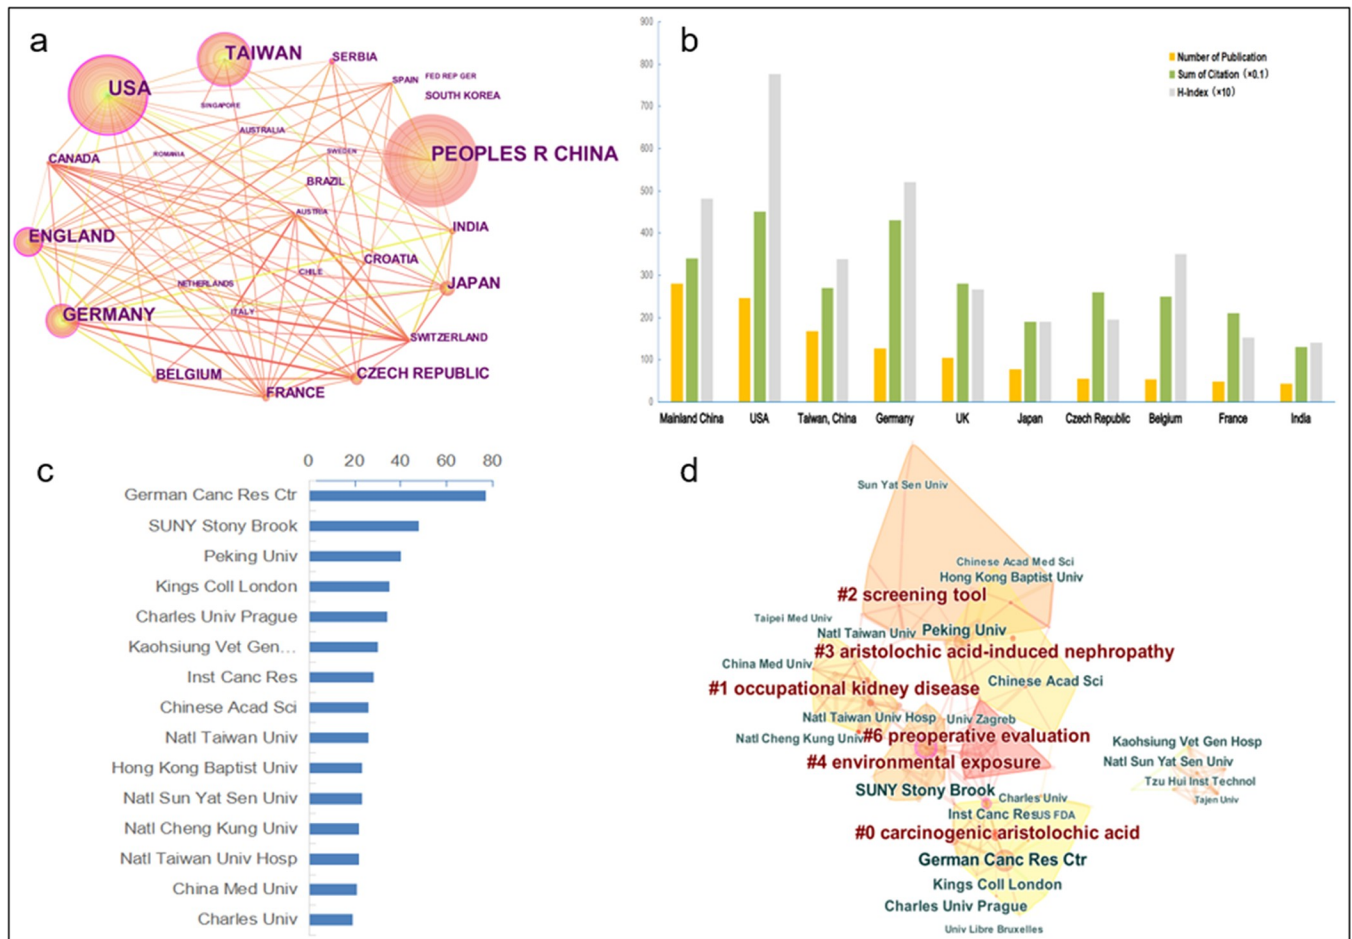 a
TAIWAN
SERBIA
USA
SPAIN FED REP GER
SOUTH KOREA
SINGAPORE
AUSTRALIA
ROMANIA
SWEDEN
PEOPLES R CHINA
CANADA
BRAZIL
AUSTRIA
INDIA
ENGLAND
CROATIA
CHILE
NETHERLANDS
JAPAN
GERMANY
ITALY
SWITZERLAND
BELGIUM
CZECH REPUBLIC
FRANCE
b
900
800
700
600
500
400
300
200
100
0
Number of Publication
Sum of Citation (×0.1)
H-Index (×10)
Mainland China USA Taiwan, China Germany UK Japan Czech Republic Belgium France India
c
0 20 40 60 80
German Canc Res Ctr
SUNY Stony Brook
Peking Univ
Kings Coll London
Charles Univ Prague
Kaohsiung Vet Gen...
Inst Canc Res
Chinese Acad Sci
Natl Taiwan Univ
Hong Kong Baptist Univ
Natl Sun Yat Sen Univ
Natl Cheng Kung Univ
Natl Taiwan Univ Hosp
China Med Univ
Charles Univ
d
Sun Yat Sen Univ
Chinese Acad Med Sci
Hong Kong Baptist Univ
#2 screening tool
Taipei Med Univ
Natl Taiwan Univ Peking Univ
#3 aristolochic acid-induced nephropathy
China Med Univ
Chinese Acad Sci
#1 occupational kidney disease
Natl Taiwan Univ Hosp Univ Zagreb
Natl Cheng Kung Univ #6 preoperative evaluation
#4 environmental exposure
Kaohsiung Vet Gen Hosp
Natl Sun Yat Sen Univ
Tzu Hui Inst Technol
Tajen Univ
SUNY Stony Brook
Charles Univ
Inst Canc Res US FDA
#0 carcinogenic aristolochic acid
German Canc Res Ctr
Kings Coll London
Charles Univ Prague
Univ Libre Bruxelles